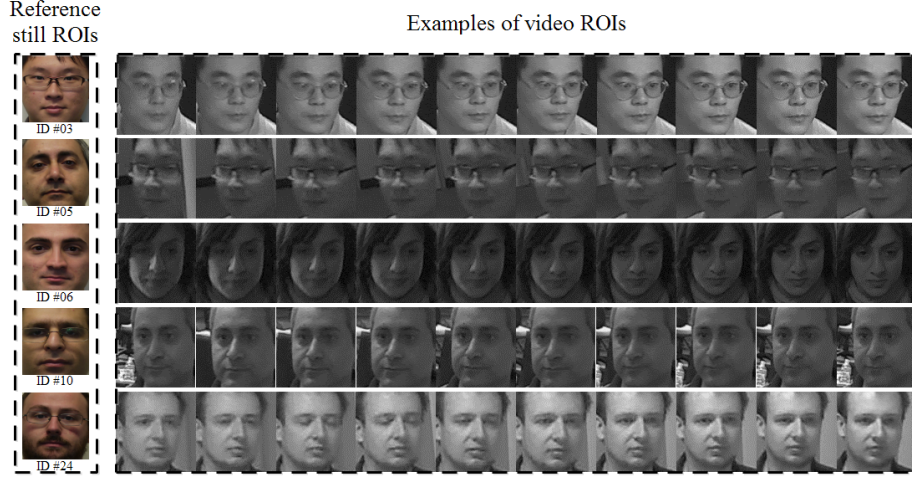 Reference
still ROIs
Examples of video ROIs
ID #03
ID #05
ID #06
ID #10
ID #24